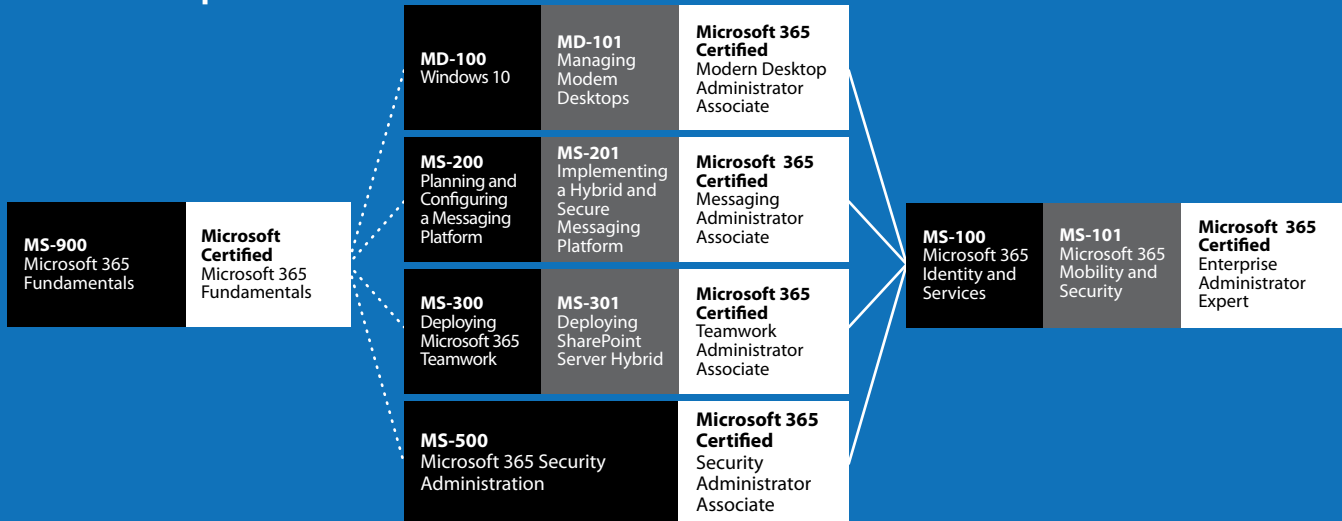 MS-900
Microsoft 365
Fundamentals
Microsoft
Certified
Microsoft 365
Fundamentals
MD-100
Windows 10
MD-101
Managing
Modem
Desktops
Microsoft 365
Certified
Modern Desktop
Administrator
Associate
MS-200
Planning and
Configuring
a Messaging
Platform
MS-201
Implementing
a Hybrid and
Secure
Messaging
Platform
Microsoft 365
Certified
Messaging
Administrator
Associate
MS-300
Deploying
Microsoft 365
Teamwork
MS-301
Deploying
SharePoint
Server Hybrid
Microsoft 365
Certified
Teamwork
Administrator
Associate
MS-500
Microsoft 365 Security
Administration
Microsoft 365
Certified
Security
Administrator
Associate
MS-100
Microsoft 365
Identity and
Services
MS-101
Microsoft 365
Mobility and
Security
Microsoft 365
Certified
Enterprise
Administrator
Expert